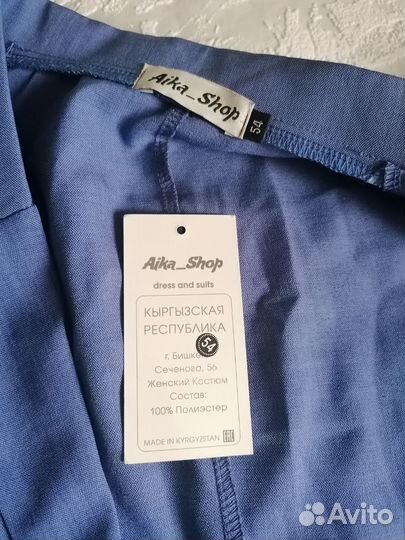 Aika_Shop
54
Aika_Shop
dress and suits
КЫРГЫЗСКАЯ
РЕСПУБЛИКА
54
г.
Сеченова, 56
Женский Костюм
Состав:
100% Полиэстер
MADE IN KYRGYZSTAN
EAC
Avito